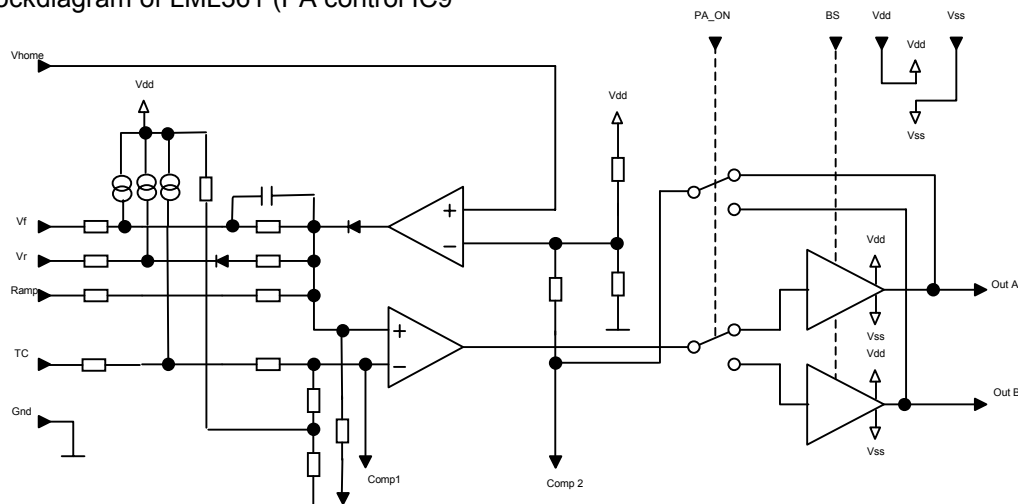 PA_ON BS Vdd Vss
Vhome
Vdd
Vdd
Vdd
Vss
Vf
+
−
Vr
Vdd
Ramp
Out A
+
Vss
TC
−
Vdd
Gnd
Out B
Vss
Comp1
Comp 2